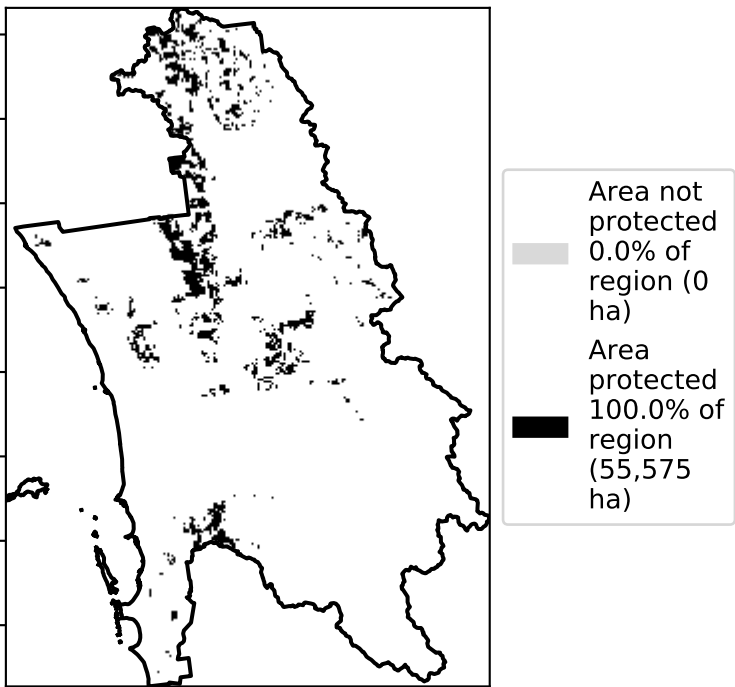 Area not
protected
0.0% of
region (0
ha)
Area
protected
100.0% of
region
(55,575
ha)